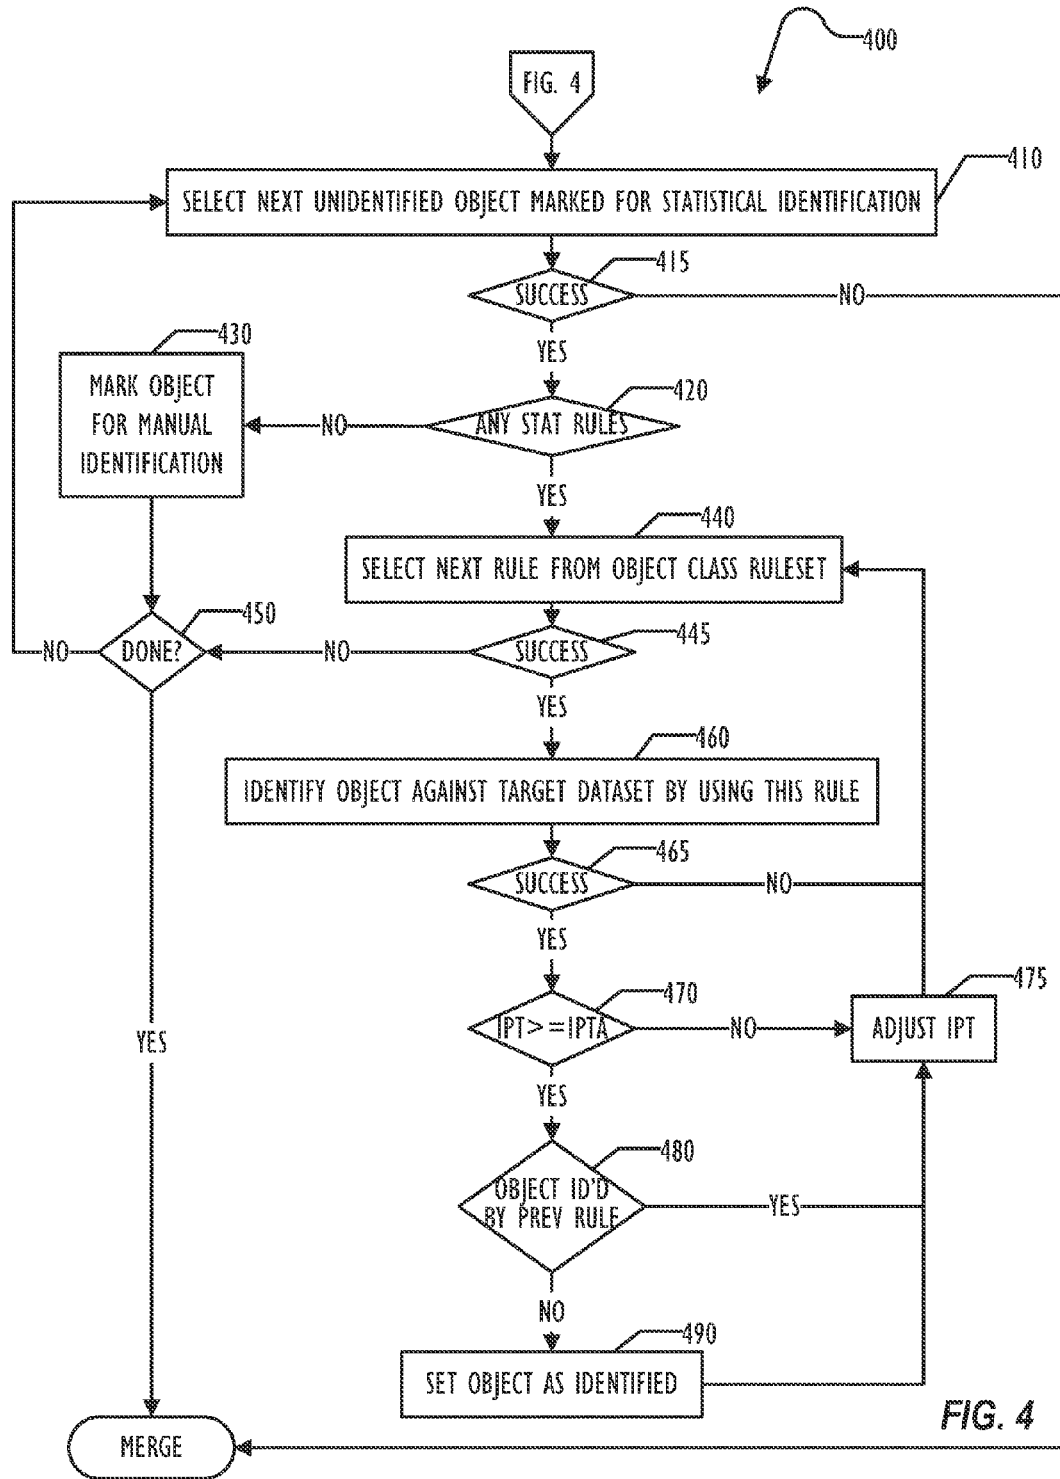 400
FIG. 4
410
SELECT NEXT UNIDENTIFIED OBJECT MARKED FOR STATISTICAL IDENTIFICATION
415
SUCCESS
NO
430
YES
MARK OBJECT
FOR MANUAL
IDENTIFICATION
420
ANY STAT RULES
NO
YES
440
SELECT NEXT RULE FROM OBJECT CLASS RULESET
450
DONE?
NO
445
SUCCESS
NO
YES
460
IDENTIFY OBJECT AGAINST TARGET DATASET BY USING THIS RULE
465
SUCCESS
NO
YES
470
IPT>=IPTA
NO
475
ADJUST IPT
YES
YES
480
OBJECT ID'D
BY PREV RULE
YES
NO
490
SET OBJECT AS IDENTIFIED
FIG. 4
MERGE